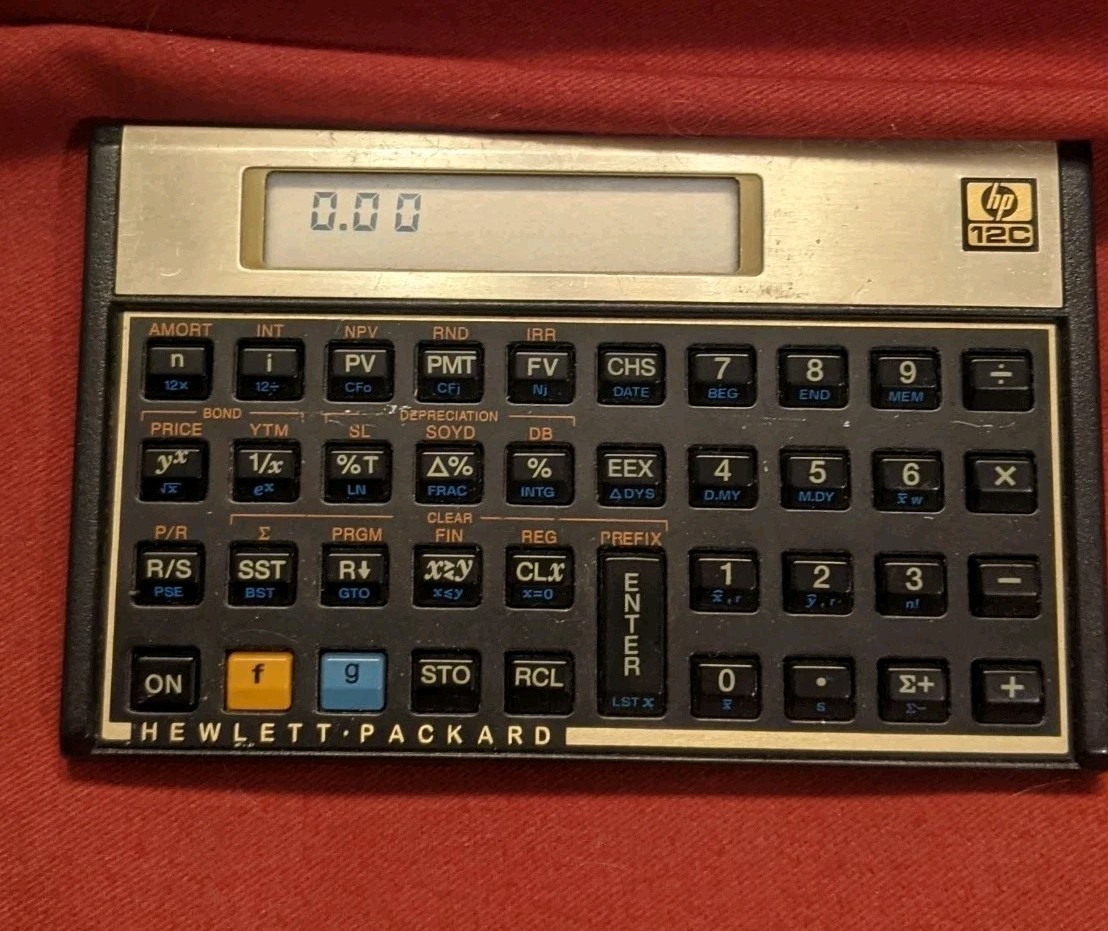 0.00
hp
12C
AMORT INT NPV RND IRR
n i PV PMT FV CHS 7 8 9 ÷
12× 12÷ CFo CFj Nj DATE BEG END MEM
BOND DEPRECIATION
PRICE YTM SL SOYD DB
yˣ 1/x %T Δ% % EEX 4 5 6 ×
√x eˣ LN FRAC INTG ΔDYS D.MY M.DY x̄w
CLEAR
P/R Σ PRGM FIN REG PREFIX
R/S SST R↓ x≷y CLx ENTER 1 2 3 −
PSE BST GTO x≤y x=0 x̂,r ŷ,r n!
ON f g STO RCL 0 • Σ+ +
LST x x̄ s Σ−
HEWLETT·PACKARD